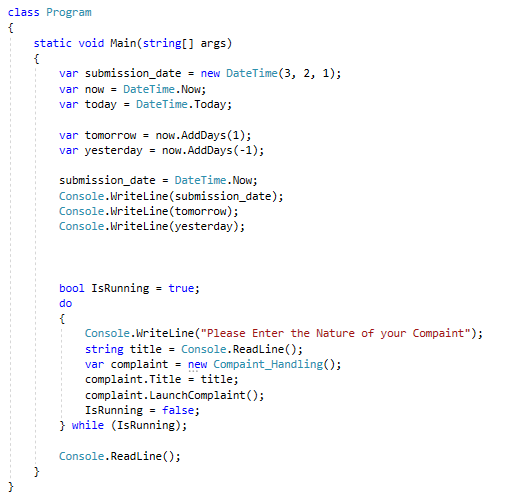 class Program
{
    static void Main(string[] args)
    {
        var submission_date = new DateTime(3, 2, 1);
        var now = DateTime.Now;
        var today = DateTime.Today;

        var tomorrow = now.AddDays(1);
        var yesterday = now.AddDays(-1);

        submission_date = DateTime.Now;
        Console.WriteLine(submission_date);
        Console.WriteLine(tomorrow);
        Console.WriteLine(yesterday);

        bool IsRunning = true;
        do
        {
            Console.WriteLine("Please Enter the Nature of your Compaint");
            string title = Console.ReadLine();
            var complaint = new Compaint_Handling();
            complaint.Title = title;
            complaint.LaunchComplaint();
            IsRunning = false;
        } while (IsRunning);

        Console.ReadLine();
    }
}